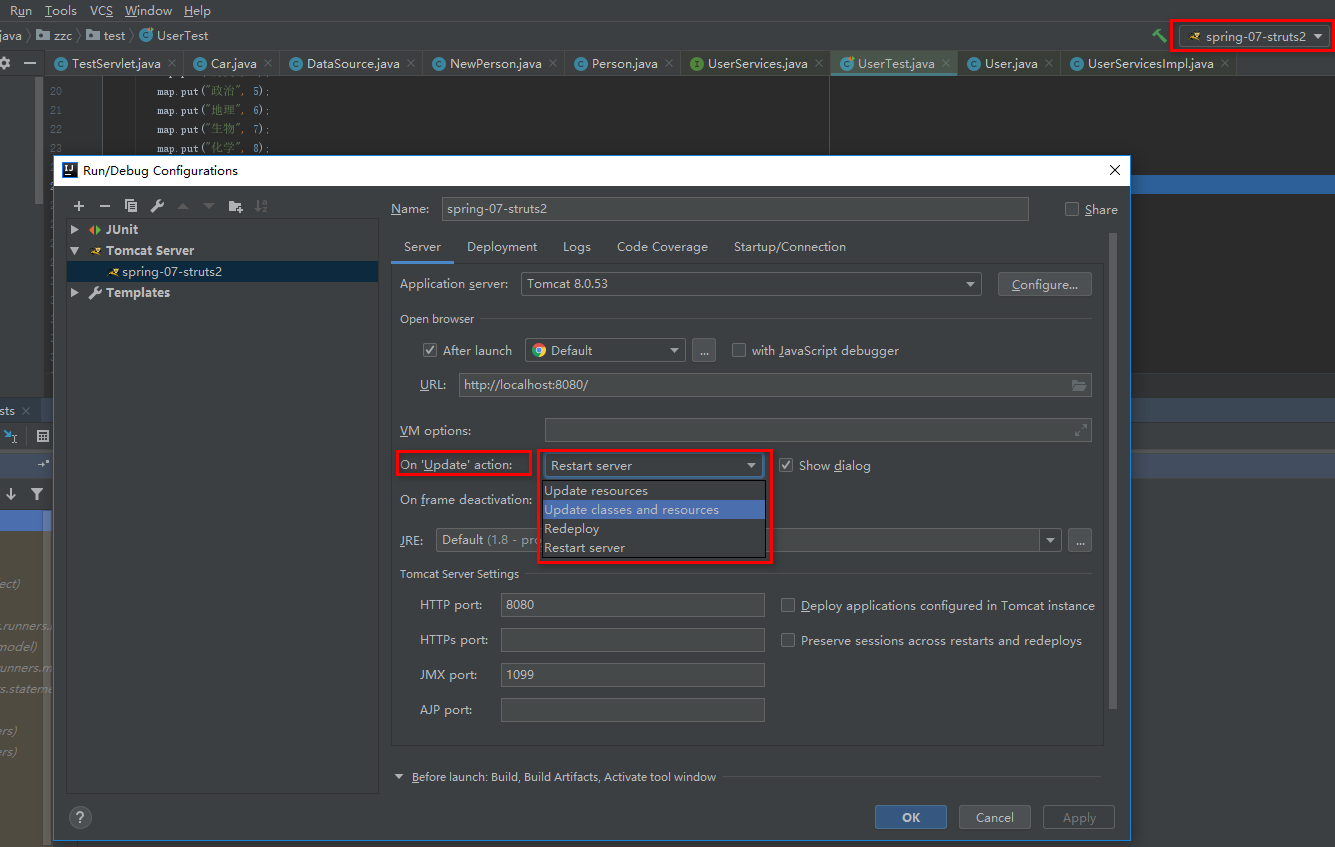 Run Tools VCS Window Help
java zzc test UserTest
spring-07-struts2
TestServlet.java Car.java DataSource.java NewPerson.java Person.java UserServices.java UserTest.java User.java UserServicesImpl.java
20 map.put("政治", 5);
21 map.put("地理", 6);
22 map.put("生物", 7);
23 map.put("化学", 8);
Run/Debug Configurations
JUnit
Tomcat Server
spring-07-struts2
Templates
Name: spring-07-struts2
Share
Server Deployment Logs Code Coverage Startup/Connection
Application server: Tomcat 8.0.53 Configure...
Open browser
After launch Default ... with JavaScript debugger
URL: http://localhost:8080/
VM options:
On 'Update' action: Restart server Show dialog
Update resources
Update classes and resources
Redeploy
Restart server
On frame deactivation:
JRE: Default (1.8 - pro ...
Tomcat Server Settings
HTTP port: 8080 Deploy applications configured in Tomcat instance
HTTPs port: Preserve sessions across restarts and redeploys
JMX port: 1099
AJP port:
Before launch: Build, Build Artifacts, Activate tool window
? OK Cancel Apply
sts
ect)
.runners.
model)
unners.m
s.stateme
ers)
ers)